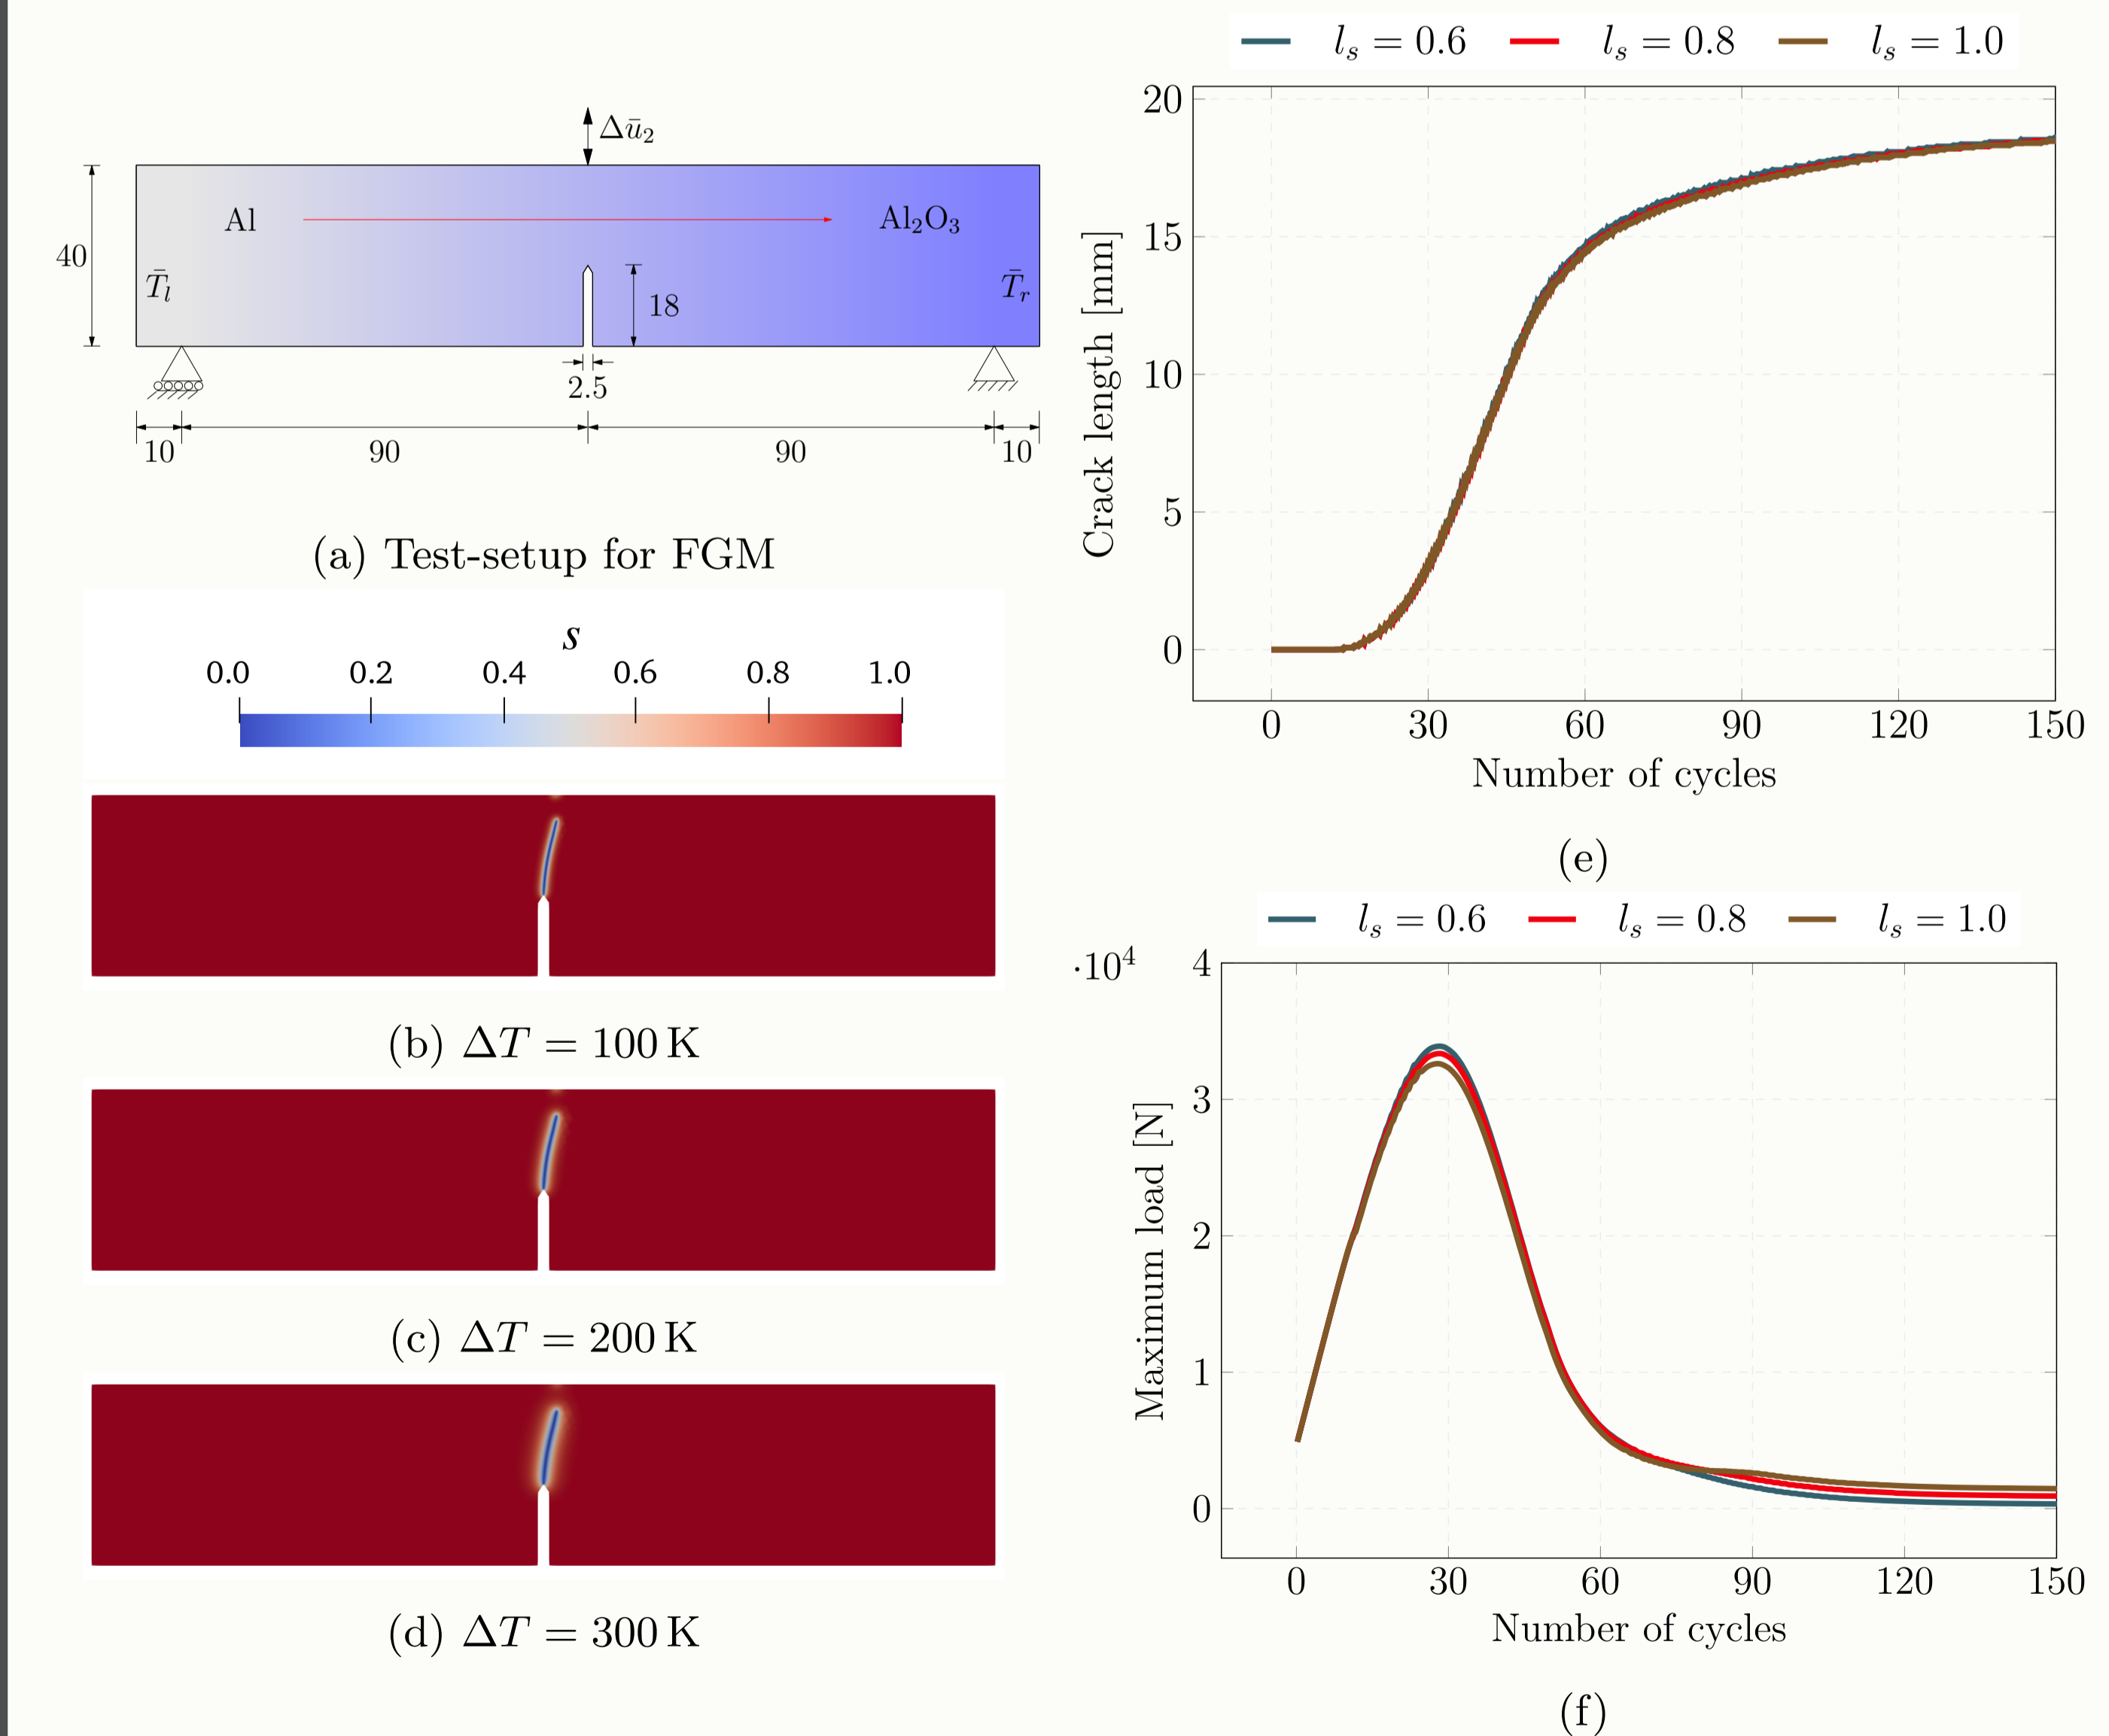 Δū₂
Al
Al₂O₃
40
T̄ₗ
T̄ᵣ
18
2.5
10
90
90
10
(a) Test-setup for FGM
s
0.0 0.2 0.4 0.6 0.8 1.0
(b) ΔT = 100 K
(c) ΔT = 200 K
(d) ΔT = 300 K
lₛ = 0.6 lₛ = 0.8 lₛ = 1.0
20
15
10
5
0
Crack length [mm]
0 30 60 90 120 150
Number of cycles
(e)
lₛ = 0.6 lₛ = 0.8 lₛ = 1.0
·10⁴
4
3
2
1
0
Maximum load [N]
0 30 60 90 120 150
Number of cycles
(f)